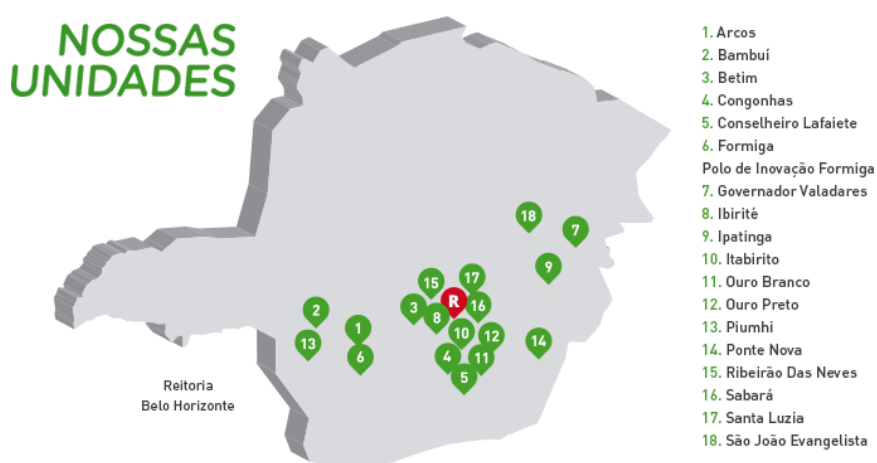 NOSSAS
UNIDADES
18
7
9
17
15
R
16
3
8
2
1
10
12
13
6
4
11
14
5
Reitoria
Belo Horizonte
1. Arcos
2. Bambuí
3. Betim
4. Congonhas
5. Conselheiro Lafaiete
6. Formiga
Polo de Inovação Formiga
7. Governador Valadares
8. Ibirité
9. Ipatinga
10. Itabirito
11. Ouro Branco
12. Ouro Preto
13. Piumhi
14. Ponte Nova
15. Ribeirão Das Neves
16. Sabará
17. Santa Luzia
18. São João Evangelista